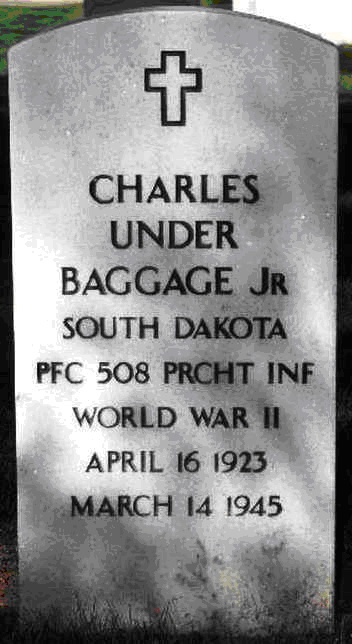 CHARLES
UNDER
BAGGAGE JR
SOUTH DAKOTA
PFC 508 PRCHT INF
WORLD WAR II
APRIL 16 1923
MARCH 14 1945